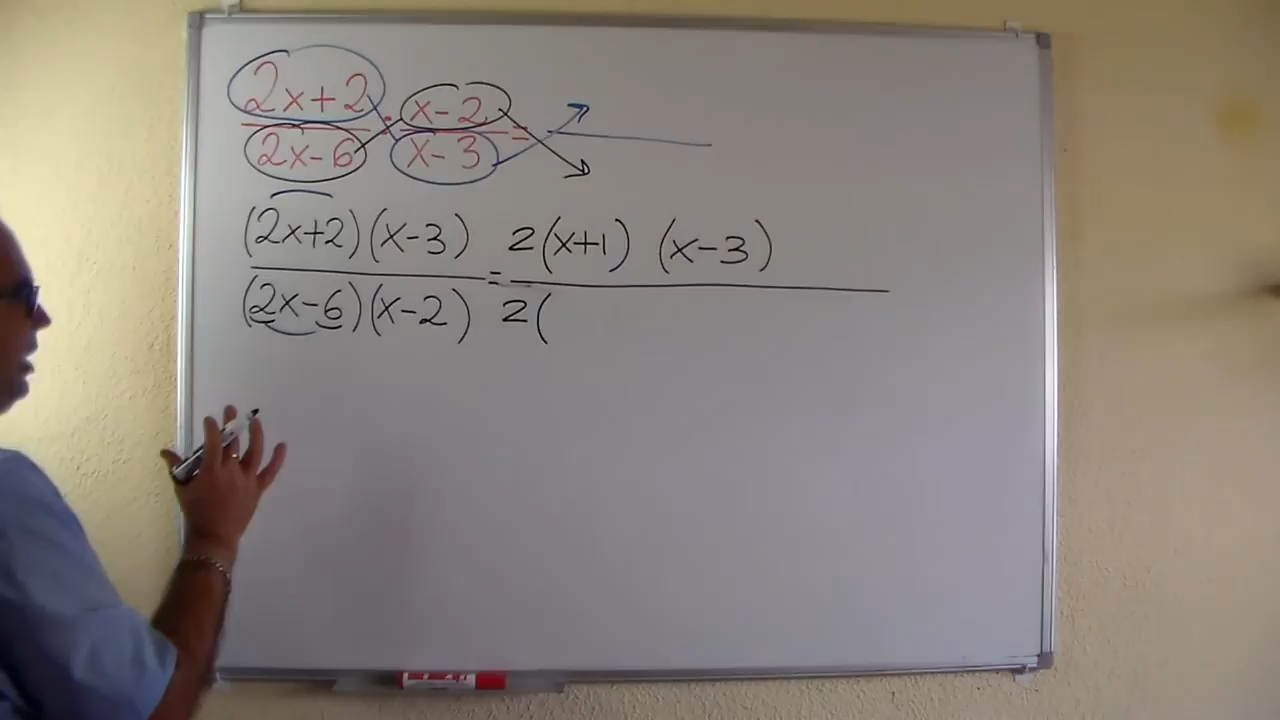 2x+2 : x-2 =
2x-6 x-3
(2x+2)(x-3) = 2(x+1) (x-3)
(2x-6)(x-2) 2(